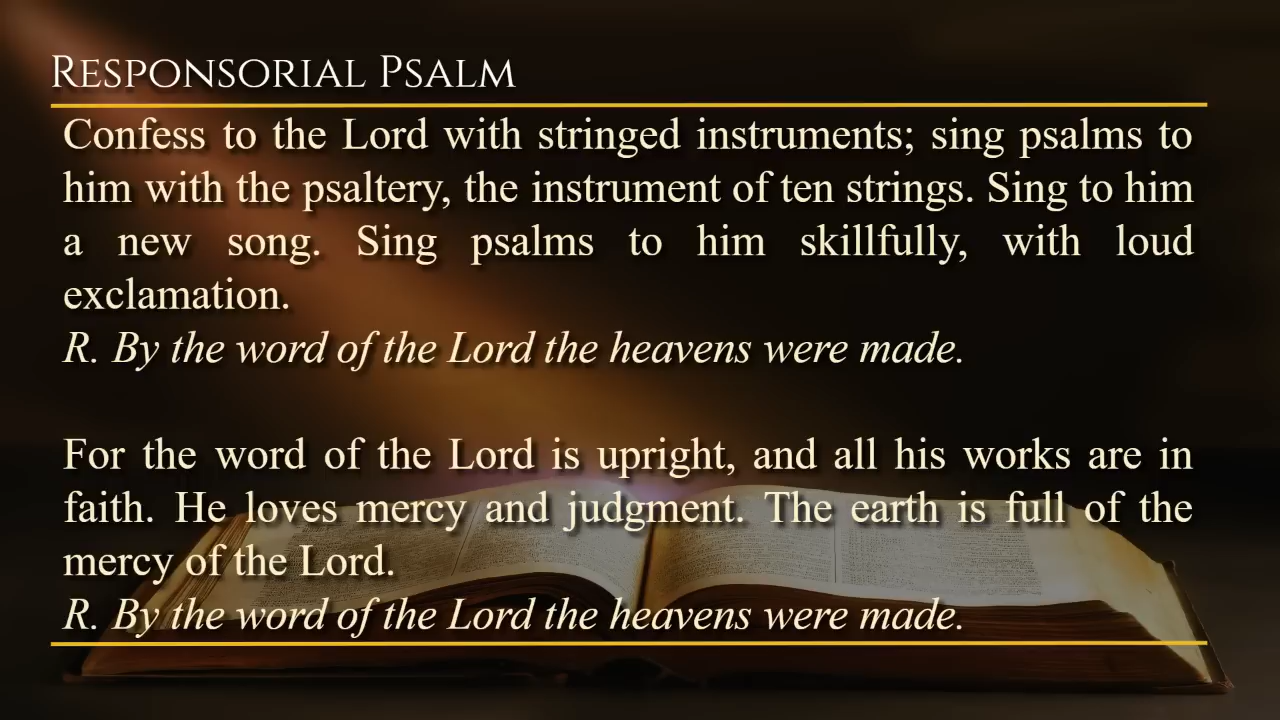 Responsorial Psalm
Confess to the Lord with stringed instruments; sing psalms to
him with the psaltery, the instrument of ten strings. Sing to him
a new song. Sing psalms to him skillfully, with loud
exclamation.
R. By the word of the Lord the heavens were made.
For the word of the Lord is upright, and all his works are in
faith. He loves mercy and judgment. The earth is full of the
mercy of the Lord.
R. By the word of the Lord the heavens were made.